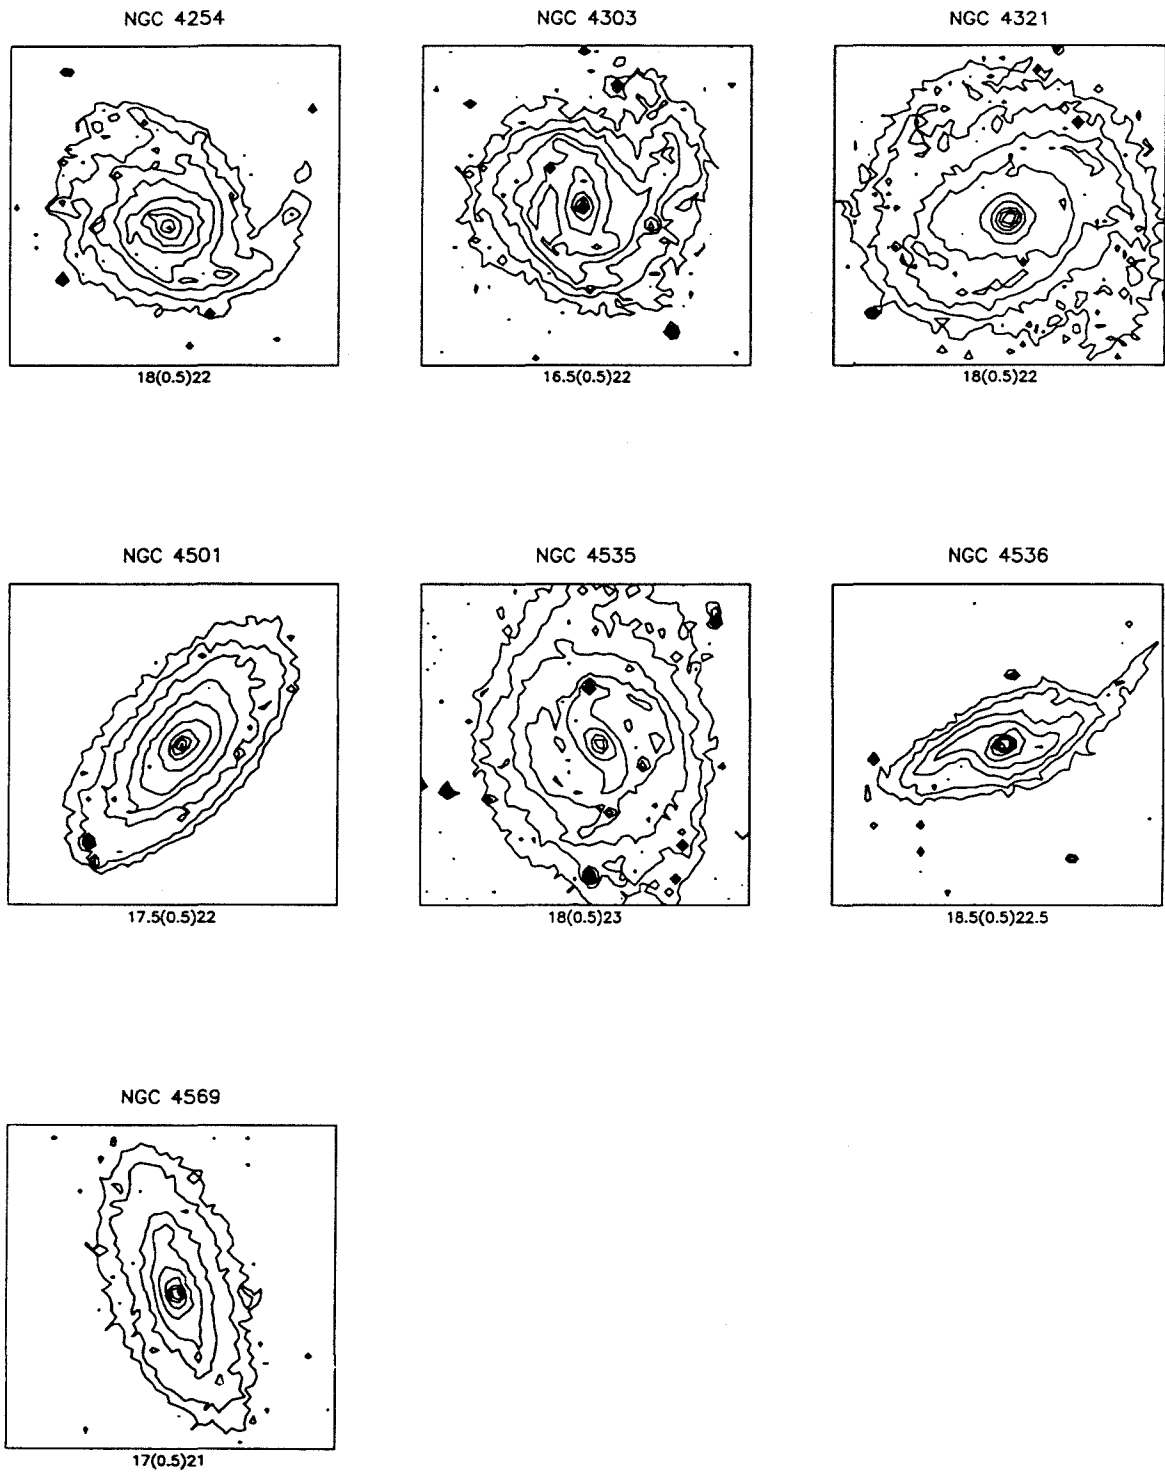 NGC 4254
NGC 4303
NGC 4321
18(0.5)22
16.5(0.5)22
18(0.5)22
NGC 4501
NGC 4535
NGC 4536
17.5(0.5)22
18(0.5)23
18.5(0.5)22.5
NGC 4569
17(0.5)21